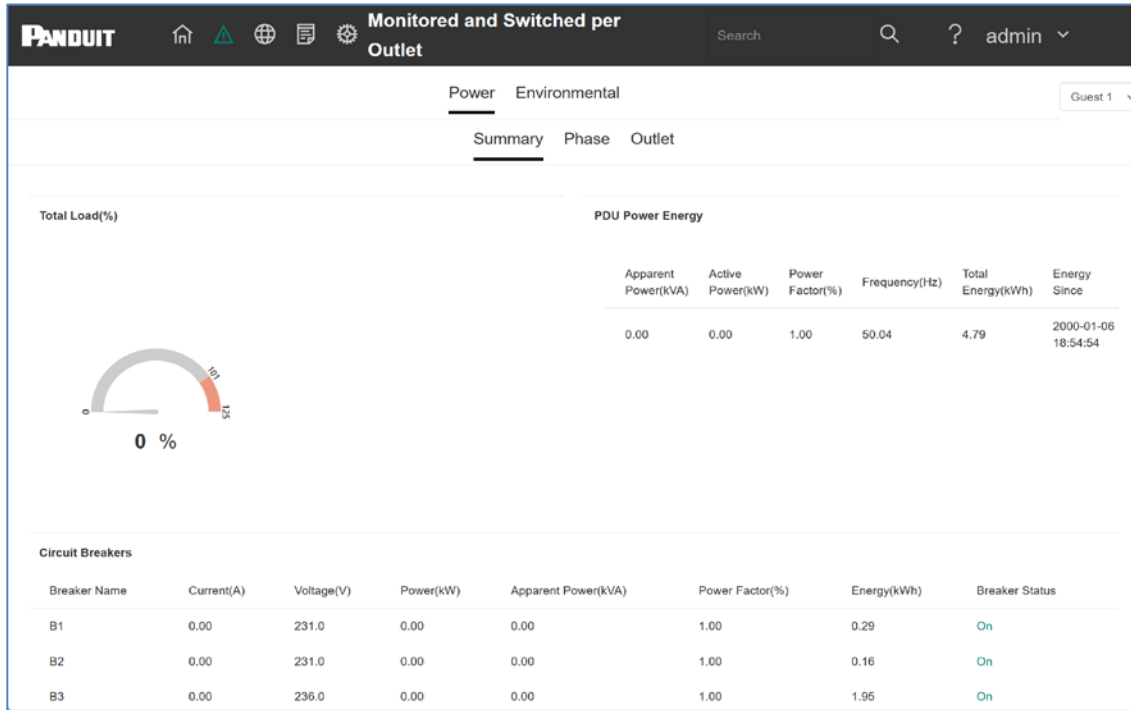 PANDUIT
Monitored and Switched per
Outlet
Search
?
admin
Power Environmental
Guest 1
Summary Phase Outlet
Total Load(%)
0
101
125
0 %
PDU Power Energy
Apparent Power(kVA) Active Power(kW) Power Factor(%) Frequency(Hz) Total Energy(kWh) Energy Since
0.00 0.00 1.00 50.04 4.79 2000-01-06 18:54:54
Circuit Breakers
Breaker Name Current(A) Voltage(V) Power(kW) Apparent Power(kVA) Power Factor(%) Energy(kWh) Breaker Status
B1 0.00 231.0 0.00 0.00 1.00 0.29 On
B2 0.00 231.0 0.00 0.00 1.00 0.16 On
B3 0.00 236.0 0.00 0.00 1.00 1.95 On